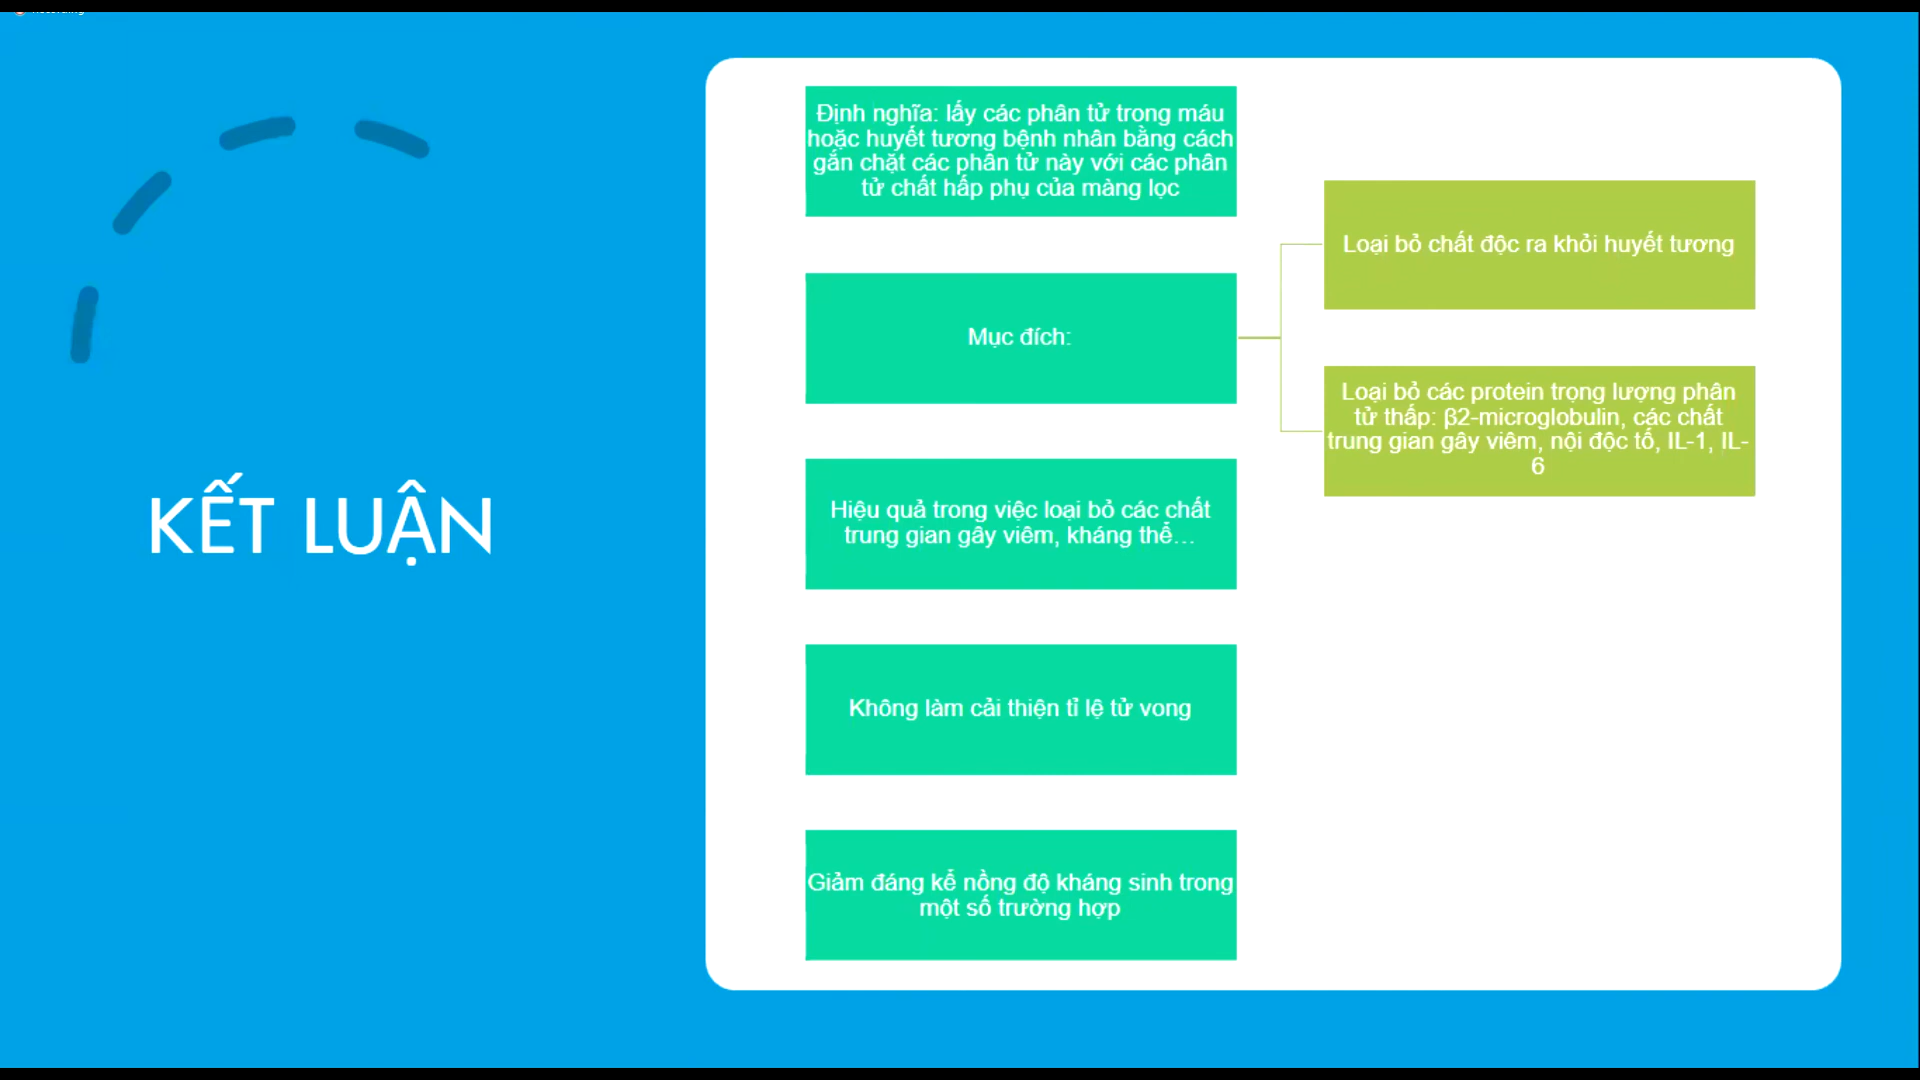 KẾT LUẬN
Định nghĩa: lấy các phân tử trong máu
hoặc huyết tương bệnh nhân bằng cách
gắn chặt các phân tử này với các phân
tử chất hấp phụ của màng lọc
Mục đích:
Loại bỏ chất độc ra khỏi huyết tương
Loại bỏ các protein trọng lượng phân
tử thấp: β2-microglobulin, các chất
trung gian gây viêm, nội độc tố, IL-1, IL-
6
Hiệu quả trong việc loại bỏ các chất
trung gian gây viêm, kháng thể...
Không làm cải thiện tỉ lệ tử vong
Giảm đáng kể nồng độ kháng sinh trong
một số trường hợp